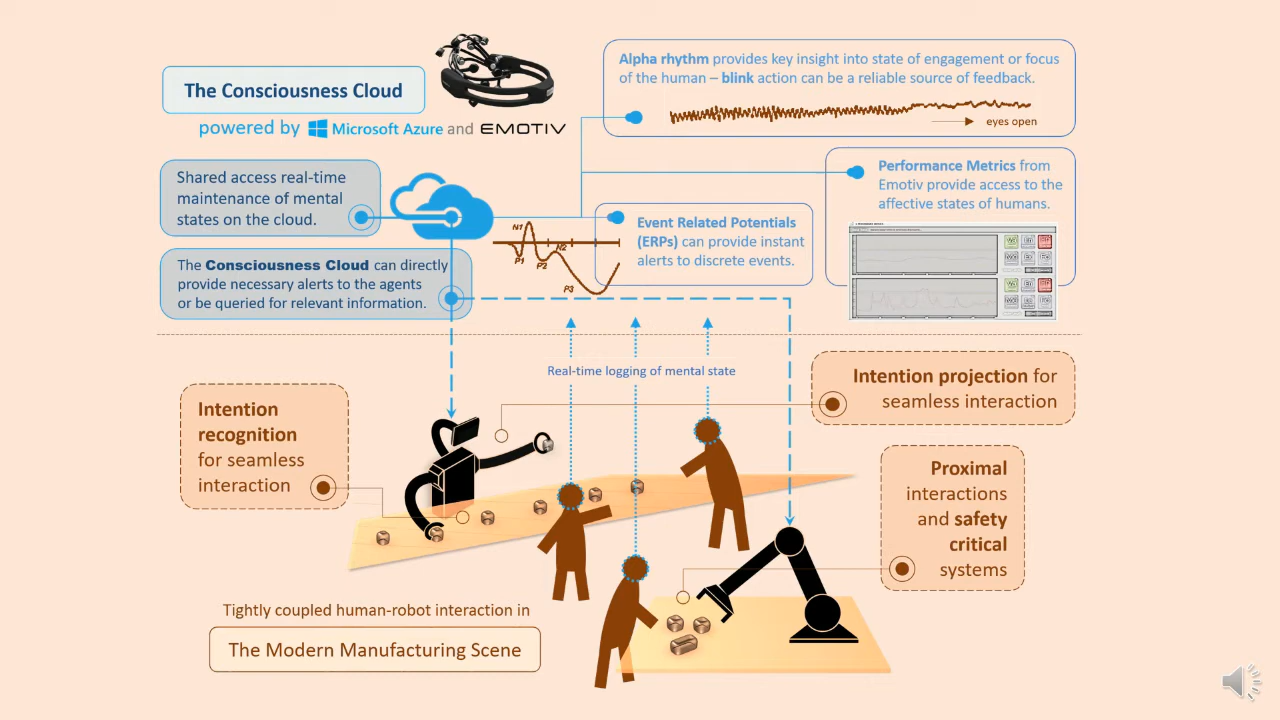 The Consciousness Cloud
powered by Microsoft Azure and EMOTIV
Alpha rhythm provides key insight into state of engagement or focus
of the human – blink action can be a reliable source of feedback.
eyes open
Shared access real-time
maintenance of mental
states on the cloud.
The Consciousness Cloud can directly
provide necessary alerts to the agents
or be queried for relevant information.
N1
P1
P2
N2
P3
Event Related Potentials
(ERPs) can provide instant
alerts to discrete events.
Performance Metrics from
Emotiv provide access to the
affective states of humans.
Real-time logging of mental state
Intention
recognition
for seamless
interaction
Intention projection for
seamless interaction
Proximal
interactions
and safety
critical
systems
Tightly coupled human-robot interaction in
The Modern Manufacturing Scene